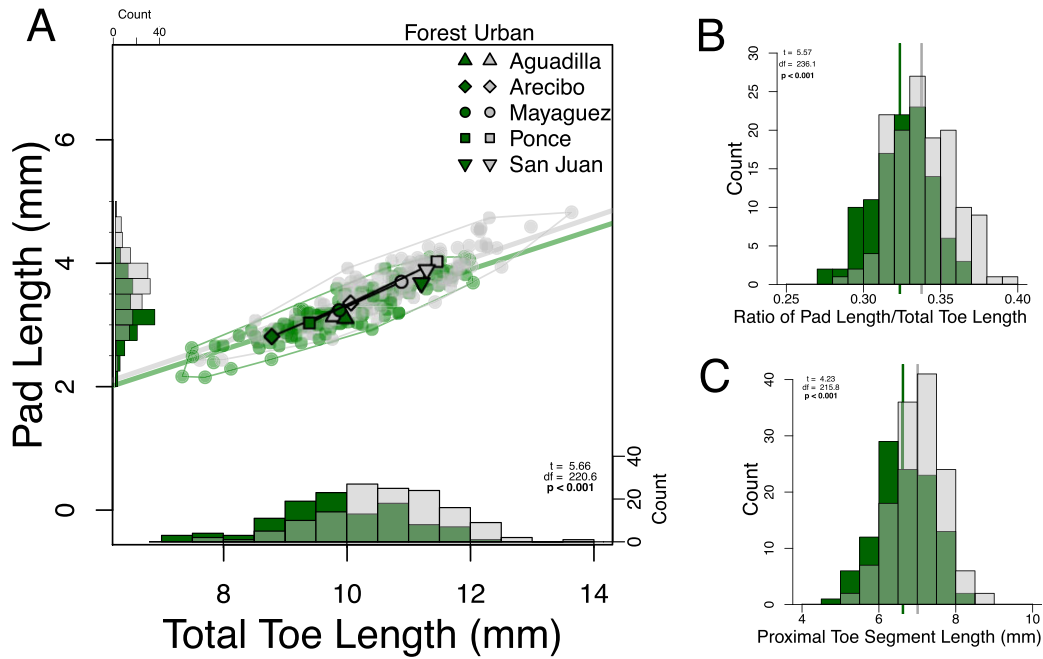 A
Count
0 40
Forest Urban
Aguadilla
Arecibo
Mayaguez
Ponce
San Juan
Pad Length (mm)
6
4
2
0
t = 5.66
df = 220.6
p < 0.001
40
20
0
Count
8 10 12 14
Total Toe Length (mm)
B
t = 5.57
df = 236.1
p < 0.001
Count
30
25
20
15
10
5
0
0.25 0.30 0.35 0.40
Ratio of Pad Length/Total Toe Length
C
t = 4.23
df = 215.8
p < 0.001
Count
40
30
20
10
0
4 6 8 10
Proximal Toe Segment Length (mm)